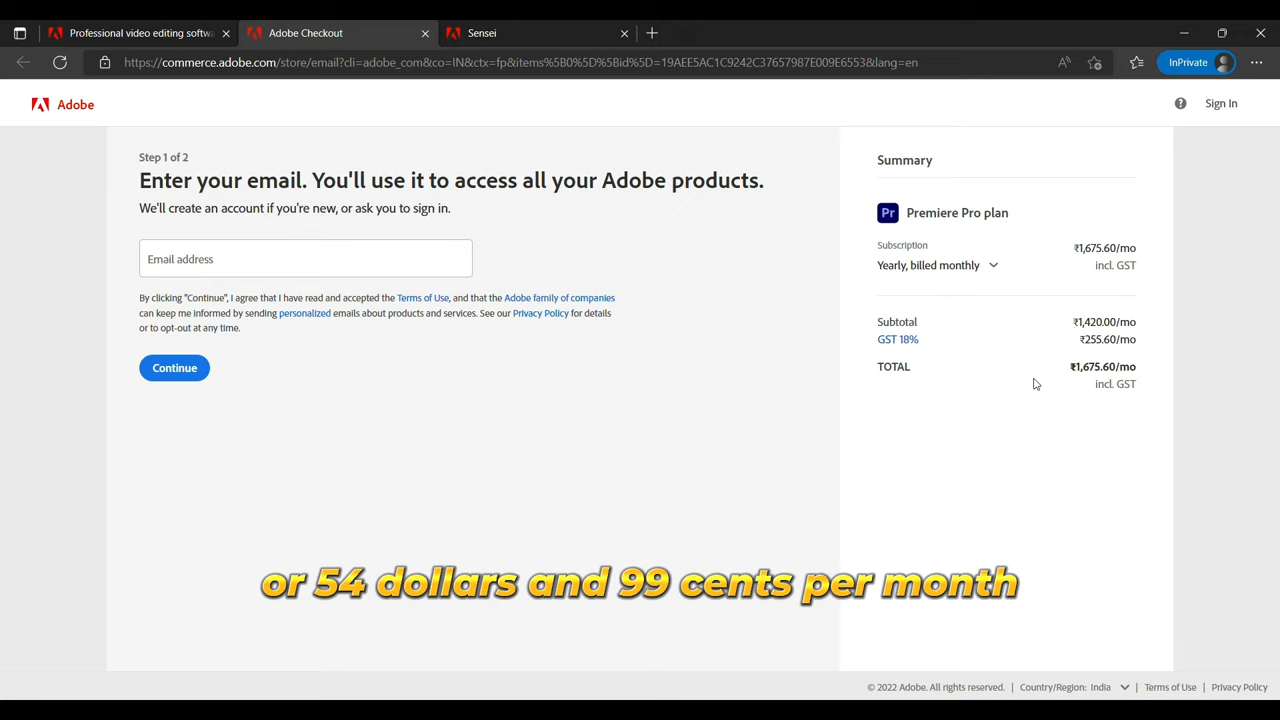 Professional video editing softwa
Adobe Checkout
Sensei
https://commerce.adobe.com/store/email?cli=adobe_com&co=IN&ctx=fp&items%5B0%5D%5Bid%5D=19AEE5AC1C9242C37657987E009E6553&lang=en
InPrivate
Adobe
Sign In
Step 1 of 2
Enter your email. You'll use it to access all your Adobe products.
We'll create an account if you're new, or ask you to sign in.
Email address
By clicking "Continue", I agree that I have read and accepted the Terms of Use, and that the Adobe family of companies
can keep me informed by sending personalized emails about products and services. See our Privacy Policy for details
or to opt-out at any time.
Continue
Summary
Pr Premiere Pro plan
Subscription
₹1,675.60/mo
Yearly, billed monthly
incl. GST
Subtotal ₹1,420.00/mo
GST 18% ₹255.60/mo
TOTAL ₹1,675.60/mo
incl. GST
or 54 dollars and 99 cents per month
© 2022 Adobe. All rights reserved. | Country/Region: India | Terms of Use | Privacy Policy